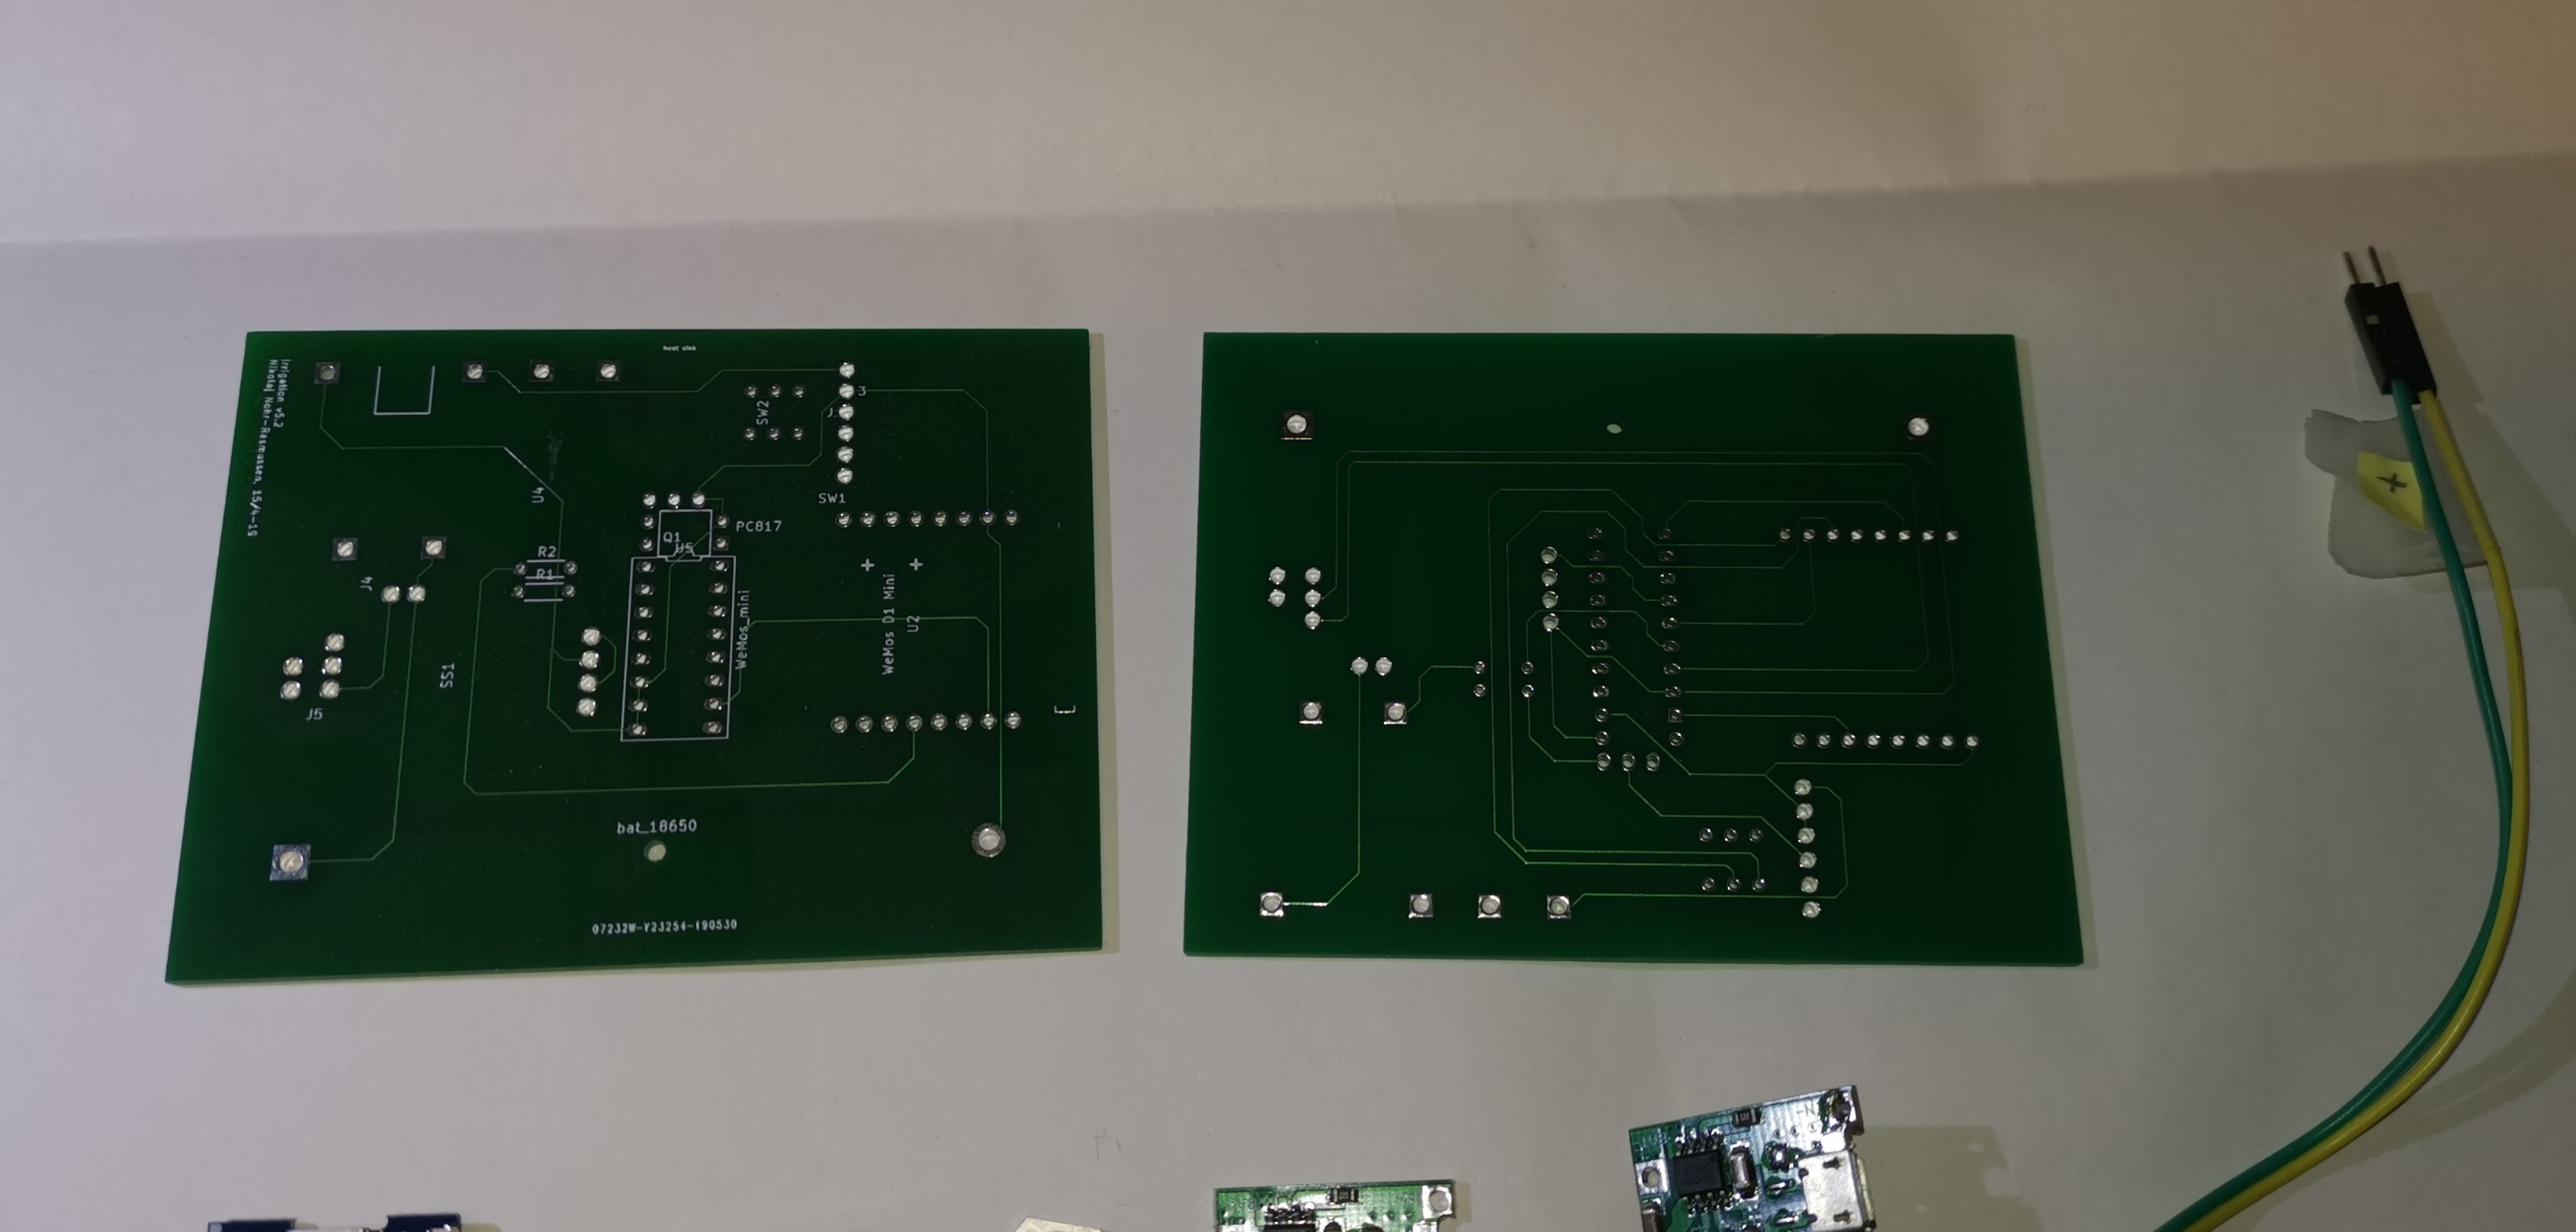 Irrigation v5.2
Nikolaj Nohr-Rasmussen, 15/4-19
heat sink
SW2
3
J
SW1
U4
PC817
Q1
U5
R2
R1
J4
J5
SS1
WeMos_mini
WeMos D1 Mini
U2
+ +
bat_18650
07232W-Y23254-190530
+